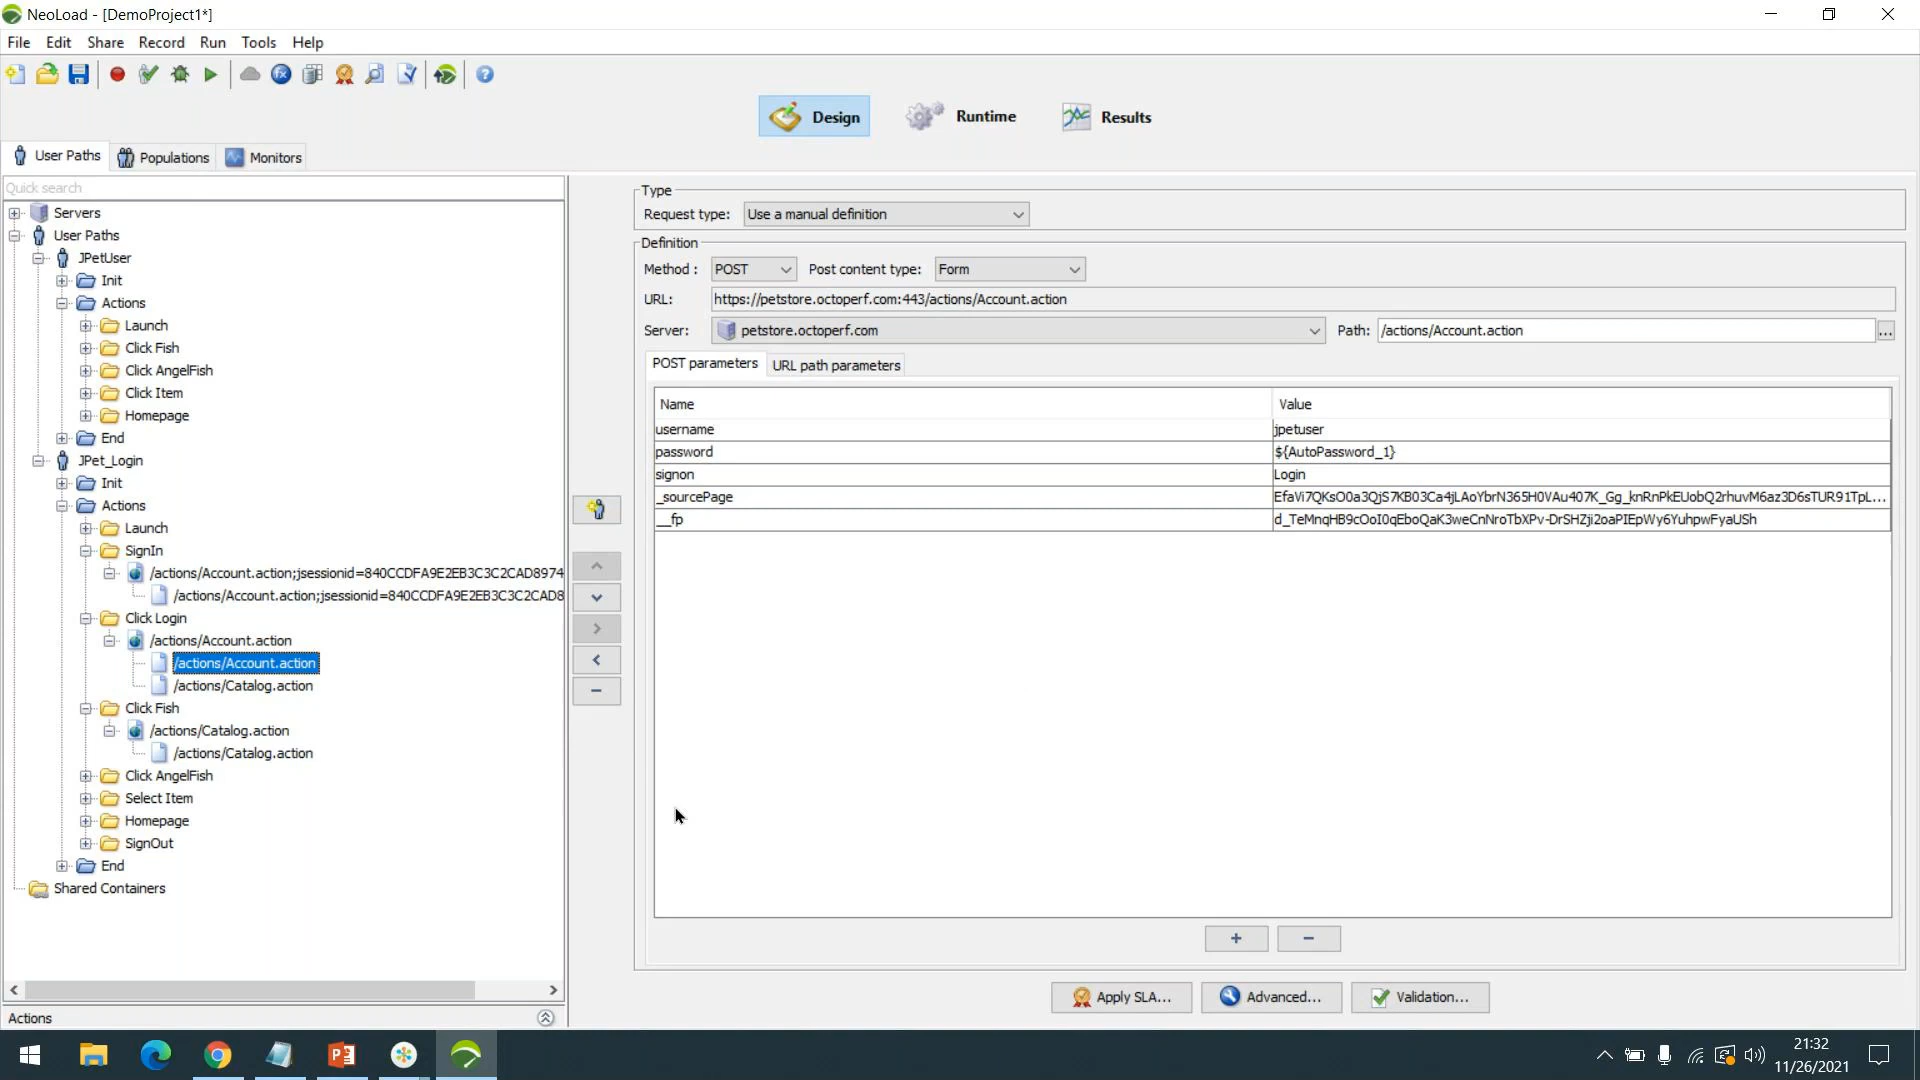 NeoLoad - [DemoProject1*]
File Edit Share Record Run Tools Help
Design Runtime Results
User Paths Populations Monitors
Quick search
Servers
User Paths
JPetUser
Init
Actions
Launch
Click Fish
Click AngelFish
Click Item
Homepage
End
JPet_Login
Init
Actions
Launch
SignIn
/actions/Account.action;jsessionid=840CCDFA9E2EB3C3C2CAD8974
/actions/Account.action;jsessionid=840CCDFA9E2EB3C3C2CAD8
Click Login
/actions/Account.action
/actions/Account.action
/actions/Catalog.action
Click Fish
/actions/Catalog.action
/actions/Catalog.action
Click AngelFish
Select Item
Homepage
SignOut
End
Shared Containers
Actions
Type
Request type: Use a manual definition
Definition
Method : POST Post content type: Form
URL: https://petstore.octoperf.com:443/actions/Account.action
Server: petstore.octoperf.com Path: /actions/Account.action ...
POST parameters URL path parameters
Name Value
username jpetuser
password ${AutoPassword_1}
signon Login
_sourcePage EfaVi7QKsO0a3QjS7KB03Ca4jLAoYbrN365H0VAu407K_Gg_knRnPkEUobQ2rhuvM6az3D6sTUR91TpL...
__fp d_TeMnqHB9cOoI0qEboQaK3weCnNroTbXPv-DrSHZji2oaPIEpWy6YuhpwFyaUSh
Apply SLA... Advanced... Validation...
21:32
11/26/2021